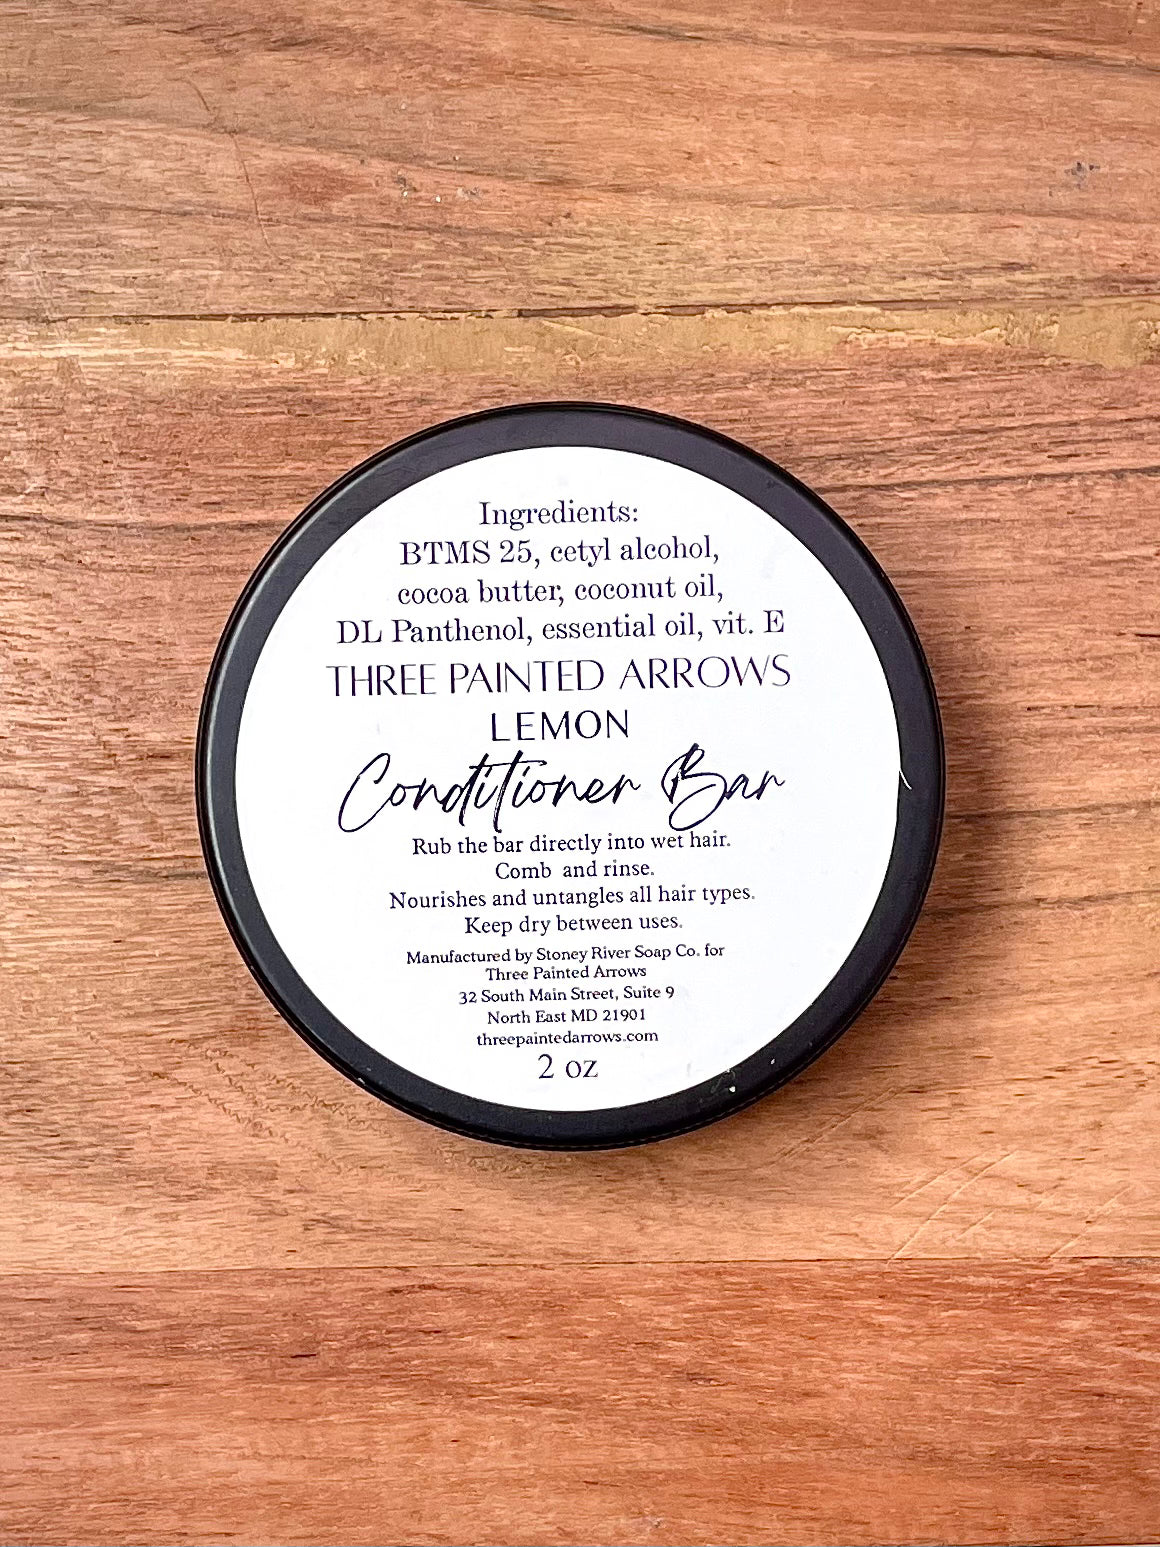 Ingredients:
BTMS 25, cetyl alcohol,
cocoa butter, coconut oil,
DL Panthenol, essential oil, vit. E
THREE PAINTED ARROWS
LEMON
Conditioner Bar
Rub the bar directly into wet hair.
Comb and rinse.
Nourishes and untangles all hair types.
Keep dry between uses.
Manufactured by Stoney River Soap Co. for
Three Painted Arrows
32 South Main Street, Suite 9
North East MD 21901
threepaintedarrows.com
2 oz